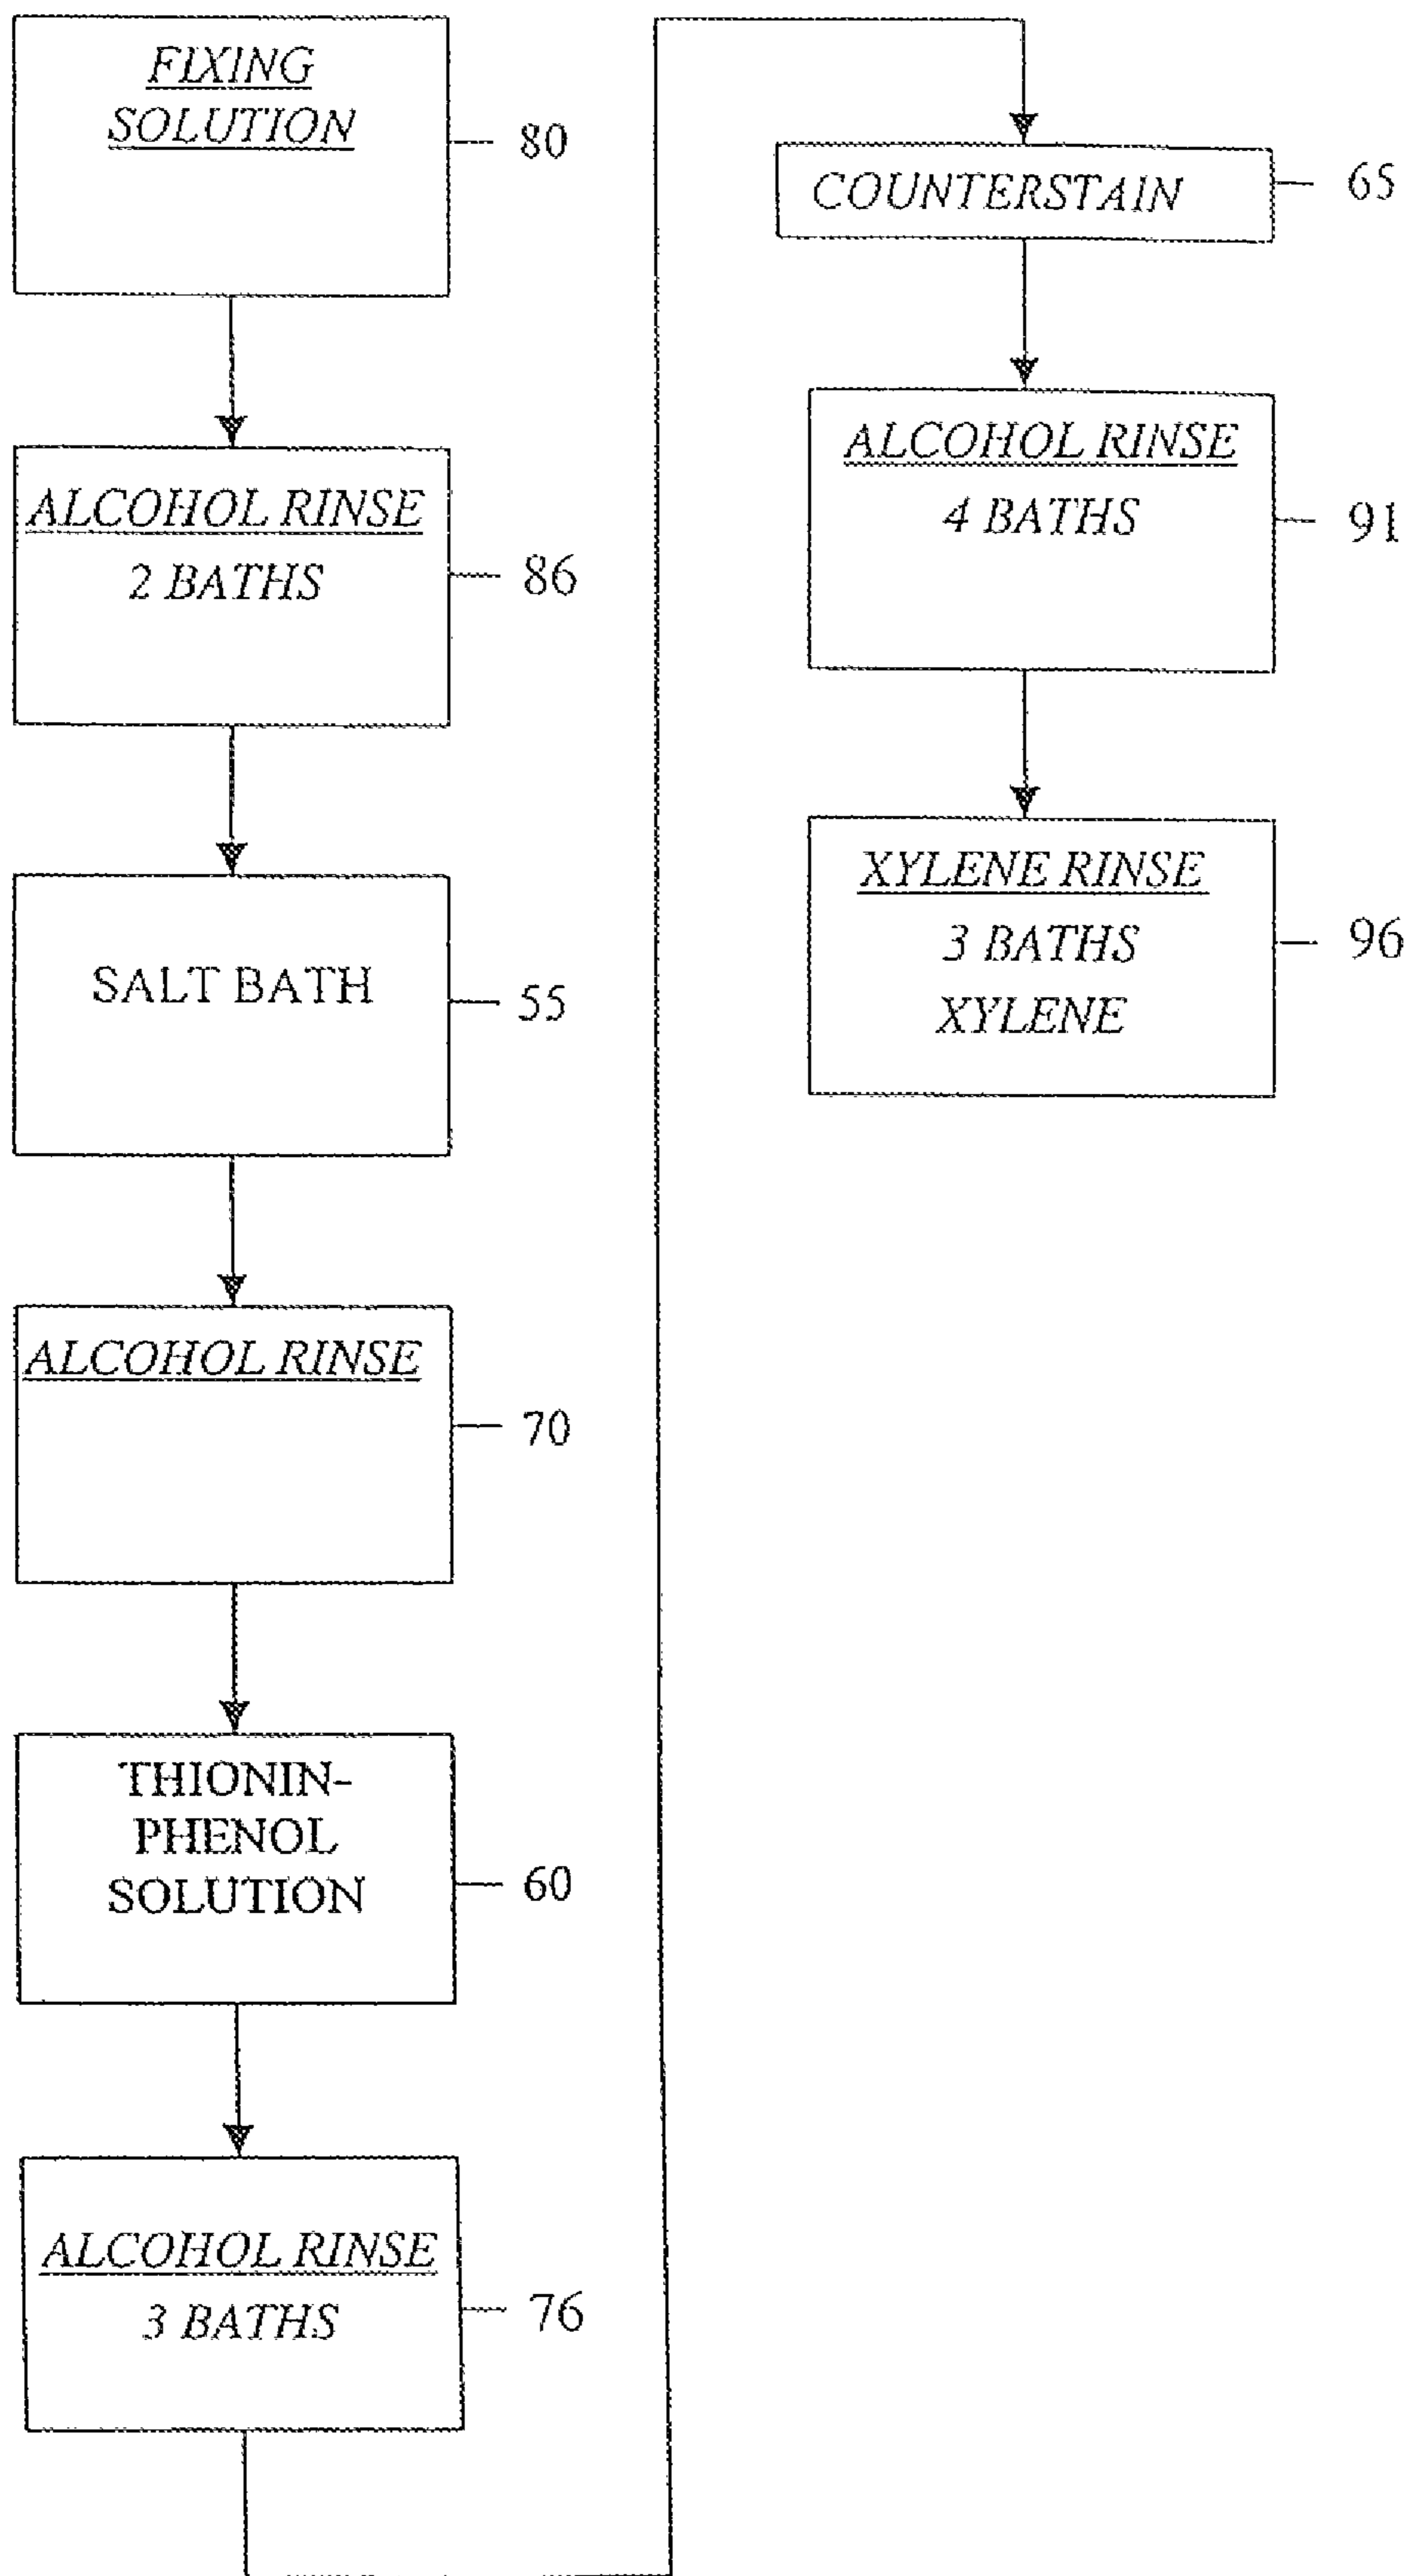 FIXING
SOLUTION
80
ALCOHOL RINSE
2 BATHS
86
SALT BATH
55
ALCOHOL RINSE
70
THIONIN-
PHENOL
SOLUTION
60
ALCOHOL RINSE
3 BATHS
76
COUNTERSTAIN
65
ALCOHOL RINSE
4 BATHS
91
XYLENE RINSE
3 BATHS
XYLENE
96